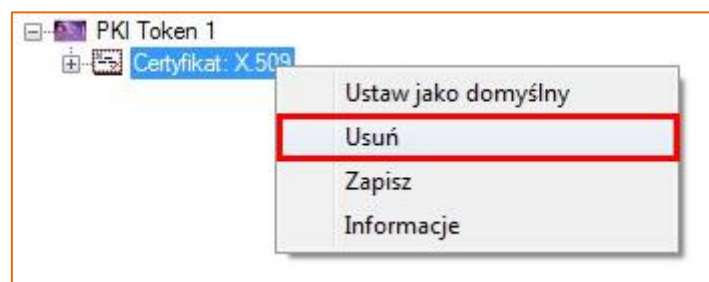 PKI Token 1
Certyfikat: X.509
Ustaw jako domyślny
Usuń
Zapisz
Informacje